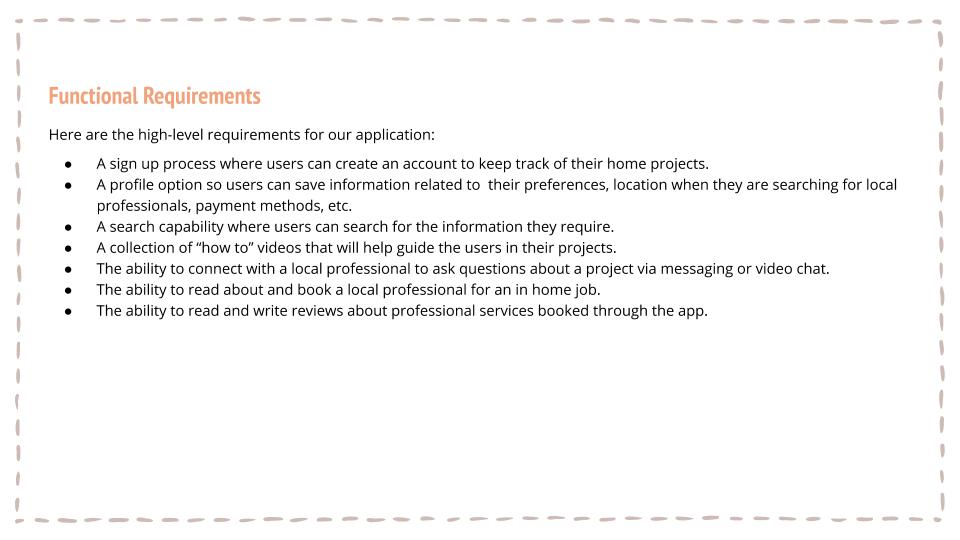 Functional Requirements
Here are the high-level requirements for our application:
● A sign up process where users can create an account to keep track of their home projects.
● A profile option so users can save information related to  their preferences, location when they are searching for local
professionals, payment methods, etc.
● A search capability where users can search for the information they require.
● A collection of “how to” videos that will help guide the users in their projects.
● The ability to connect with a local professional to ask questions about a project via messaging or video chat.
● The ability to read about and book a local professional for an in home job.
● The ability to read and write reviews about professional services booked through the app.